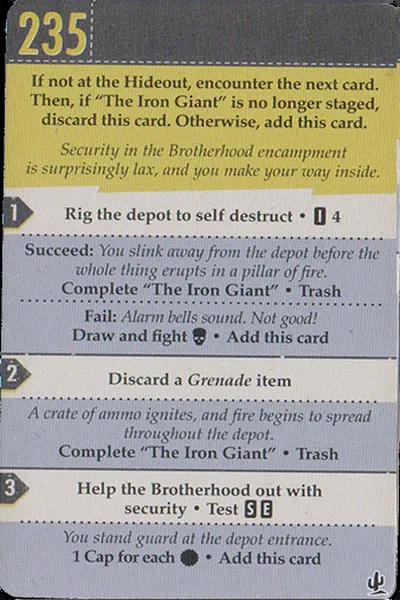 235
If not at the Hideout, encounter the next card.
Then, if “The Iron Giant” is no longer staged,
discard this card. Otherwise, add this card.
Security in the Brotherhood encampment
is surprisingly lax, and you make your way inside.
1
Rig the depot to self destruct • I 4
Succeed: You slink away from the depot before the
whole thing erupts in a pillar of fire.
Complete “The Iron Giant” • Trash
Fail: Alarm bells sound. Not good!
Draw and fight • Add this card
2
Discard a Grenade item
A crate of ammo ignites, and fire begins to spread
throughout the depot.
Complete “The Iron Giant” • Trash
3
Help the Brotherhood out with
security • Test S E
You stand guard at the depot entrance.
1 Cap for each • Add this card